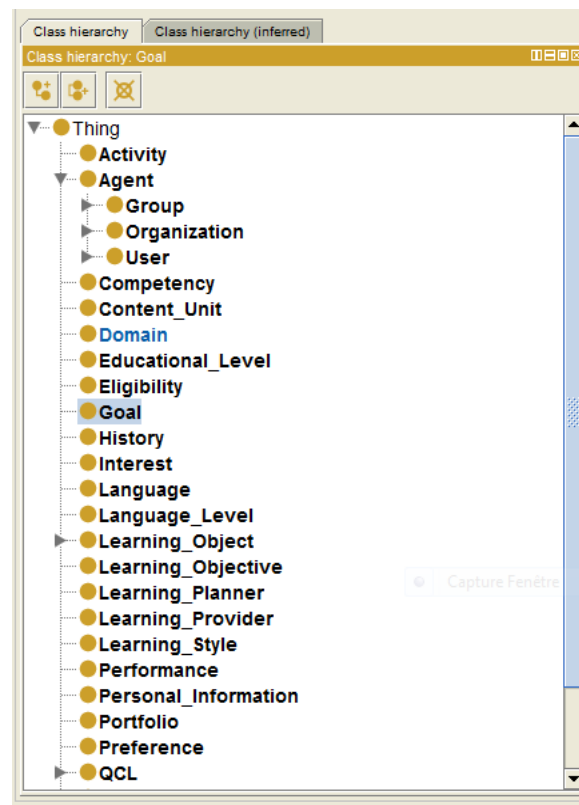 Class hierarchy Class hierarchy (inferred)
Class hierarchy: Goal
Thing
Activity
Agent
Group
Organization
User
Competency
Content_Unit
Domain
Educational_Level
Eligibility
Goal
History
Interest
Language
Language_Level
Learning_Object
Learning_Objective
Learning_Planner
Capture Fenêtre
Learning_Provider
Learning_Style
Performance
Personal_Information
Portfolio
Preference
QCL